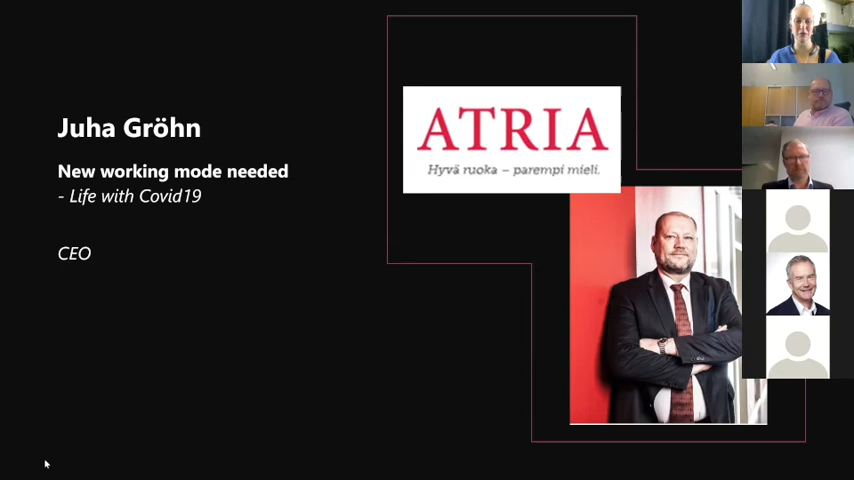 Juha Gröhn
New working mode needed
- Life with Covid19
CEO
ATRIA
Hyvä ruoka – parempi mieli.